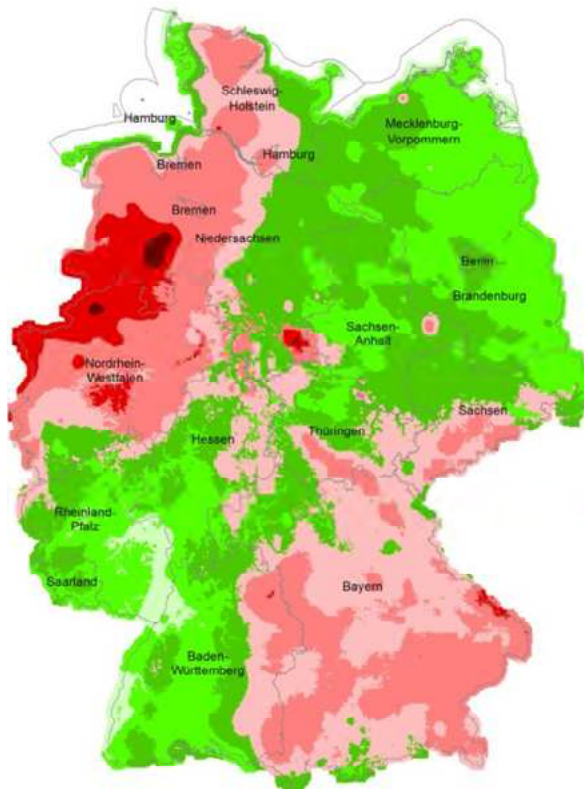 Schleswig-
Holstein
Hamburg
Mecklenburg-
Vorpommern
Hamburg
Bremen
Bremen
Niedersachsen
Berlin
Brandenburg
Sachsen-
Anhalt
Nordrhein-
Westfalen
Sachsen
Hessen
Thüringen
Rheinland-
Pfalz
Saarland
Bayern
Baden-
Württemberg